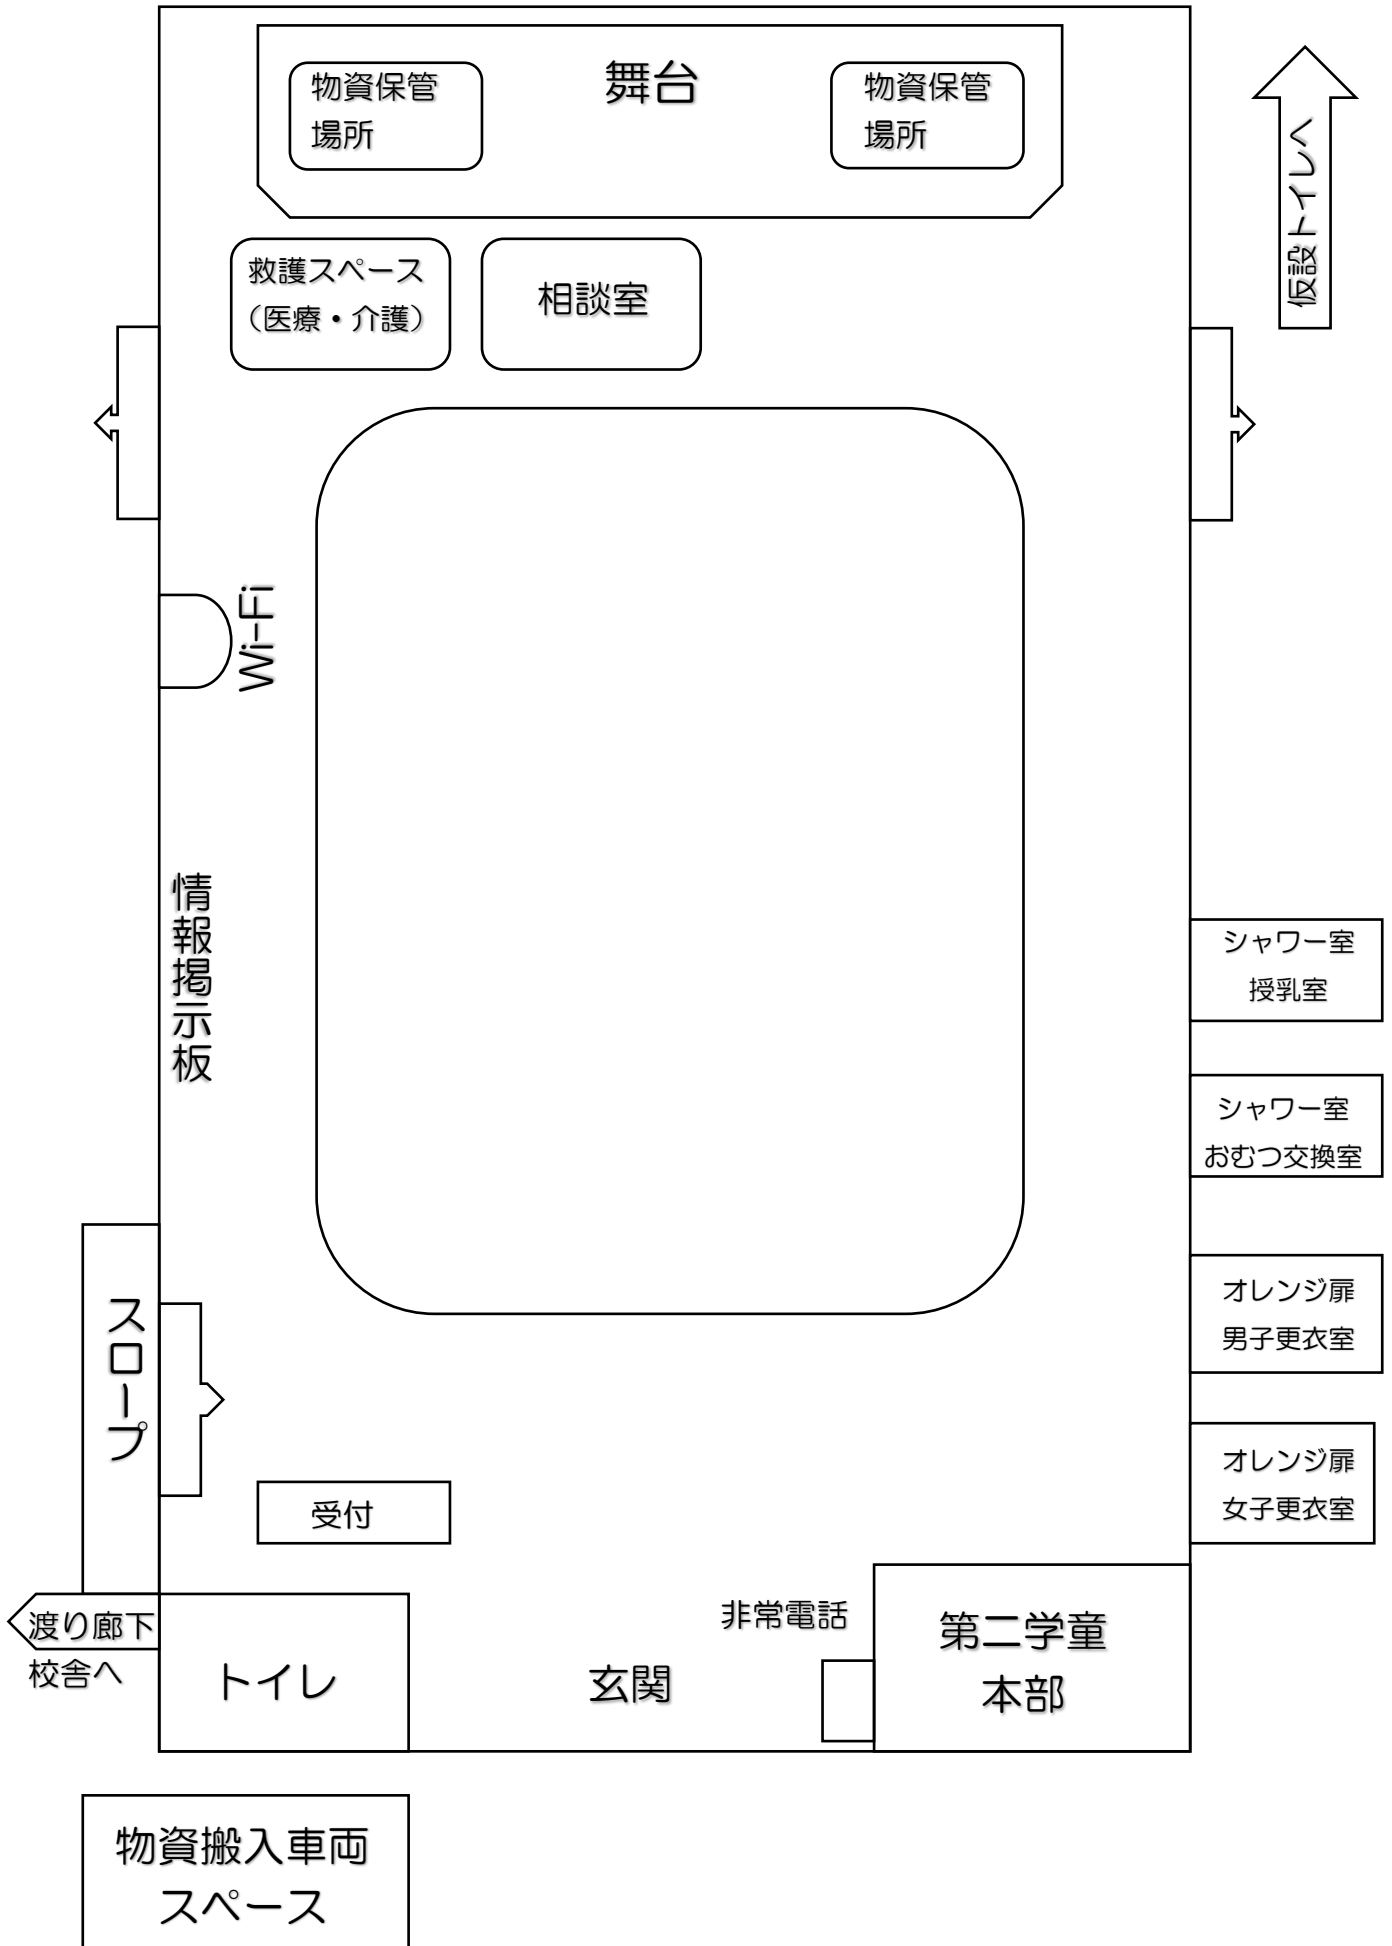 舞台
物資保管
場所
物資保管
場所
仮設トイレへ
救護スペース
（医療・介護）
相談室
Wi-Fi
情報掲示板
シャワー室
授乳室
シャワー室
おむつ交換室
オレンジ扉
男子更衣室
オレンジ扉
女子更衣室
スロープ
受付
渡り廊下
校舎へ
トイレ
玄関
非常電話
第二学童
本部
物資搬入車両
スペース